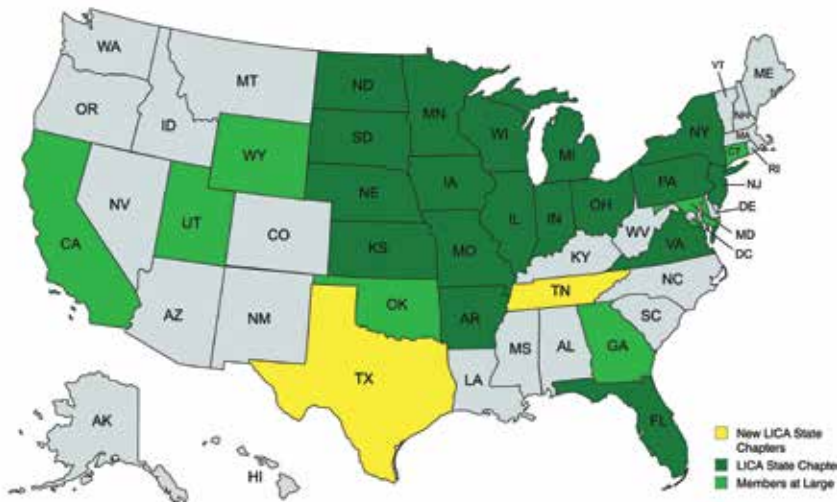 WA
MT
ND
MN
VT
ME
OR
ID
SD
WI
MI
NY
NH
MA
CT
RI
WY
NE
IA
PA
NJ
NV
UT
CO
IL
IN
OH
WV
DE
MD
DC
CA
KS
MO
KY
VA
AZ
NM
OK
AR
TN
NC
SC
TX
LA
MS
AL
GA
FL
AK
HI
New LICA State
Chapters
LICA State Chapter
Members at Large